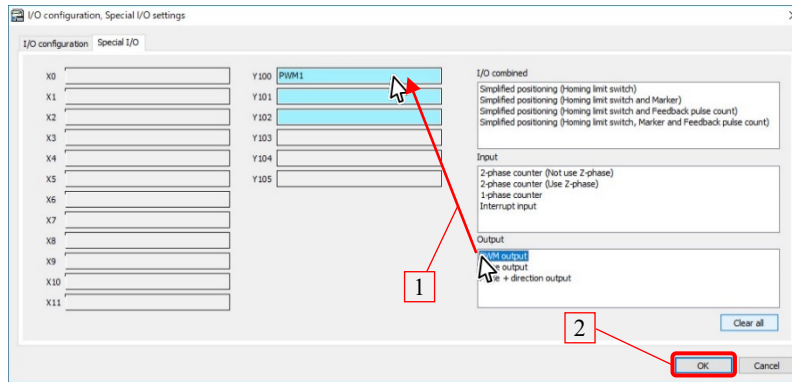 I/O configuration, Special I/O settings
I/O configuration Special I/O
X0
X1
X2
X3
X4
X5
X6
X7
X8
X9
X10
X11
Y100 PWM1
Y101
Y102
Y103
Y104
Y105
I/O combined
Simplified positioning (Homing limit switch)
Simplified positioning (Homing limit switch and Marker)
Simplified positioning (Homing limit switch and Feedback pulse count)
Simplified positioning (Homing limit switch, Marker and Feedback pulse count)
Input
2-phase counter (Not use Z-phase)
2-phase counter (Use Z-phase)
1-phase counter
Interrupt input
Output
PWM output
output
+ direction output
1
2
Clear all
OK Cancel